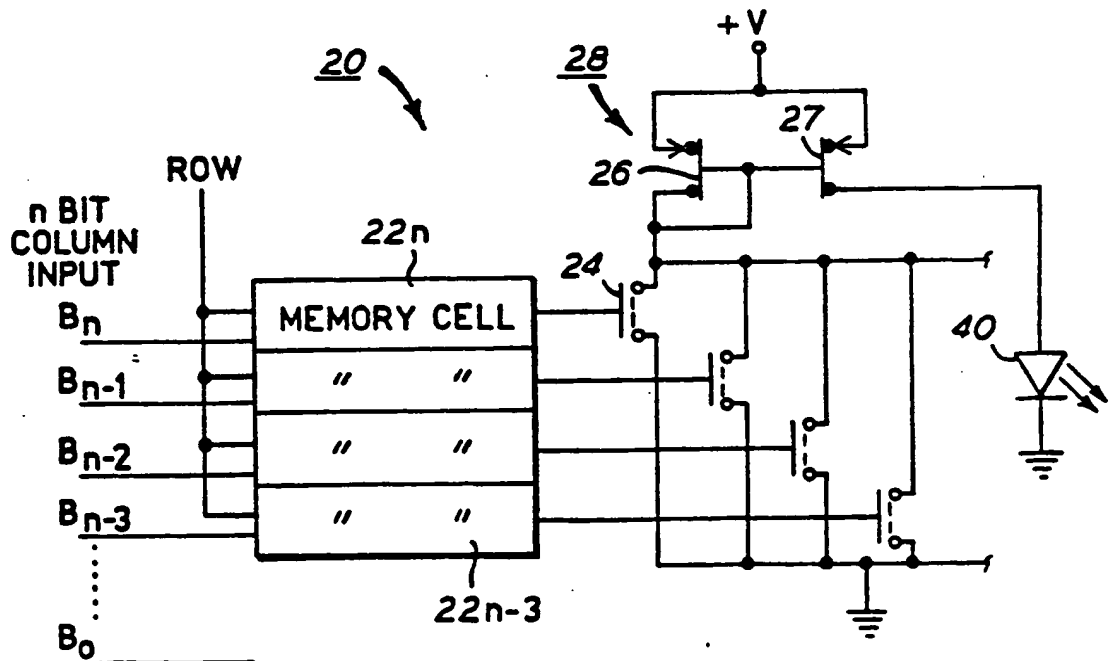 +V
20
28
27
26
ROW
n BIT
COLUMN
INPUT
22n
24
Bn
MEMORY CELL
40
Bn-1
" "
Bn-2
" "
Bn-3
" "
22n-3
Bo